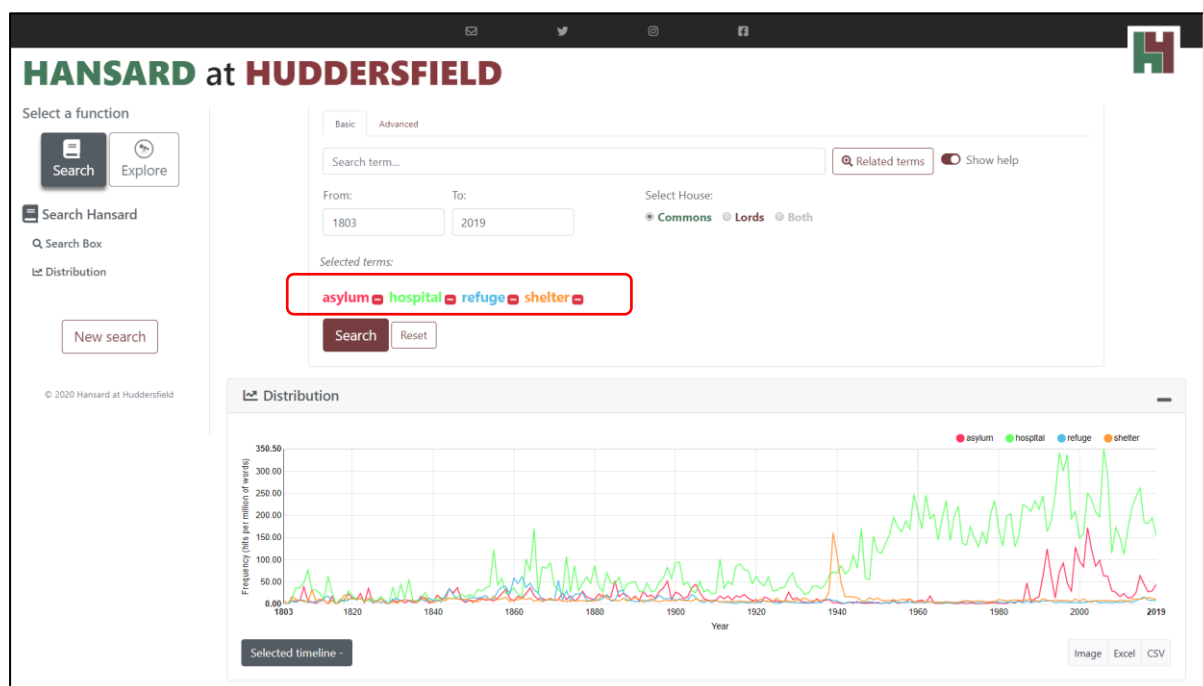 HANSARD at HUDDERSFIELD
Select a function
Search
Explore
Search Hansard
Search Box
Distribution
New search
© 2020 Hansard at Huddersfield
Basic Advanced
Search term...
Related terms
Show help
From: To: Select House:
1803 2019 Commons Lords Both
Selected terms:
asylum hospital refuge shelter
Search Reset
Distribution
asylum hospital refuge shelter
Frequency (hits per million of words)
350.50
300.00
250.00
200.00
150.00
100.00
50.00
0.00
1803 1820 1840 1860 1880 1900 1920 1940 1960 1980 2000 2019
Year
Selected timeline -
Image Excel CSV